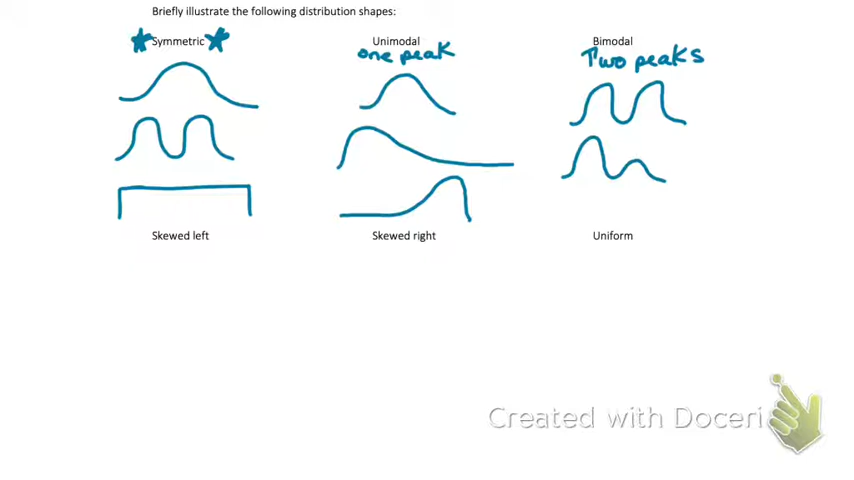 Briefly illustrate the following distribution shapes:
Symmetric
Unimodal
one peak
Bimodal
Two peaks
Skewed left
Skewed right
Uniform
Created with Doceri